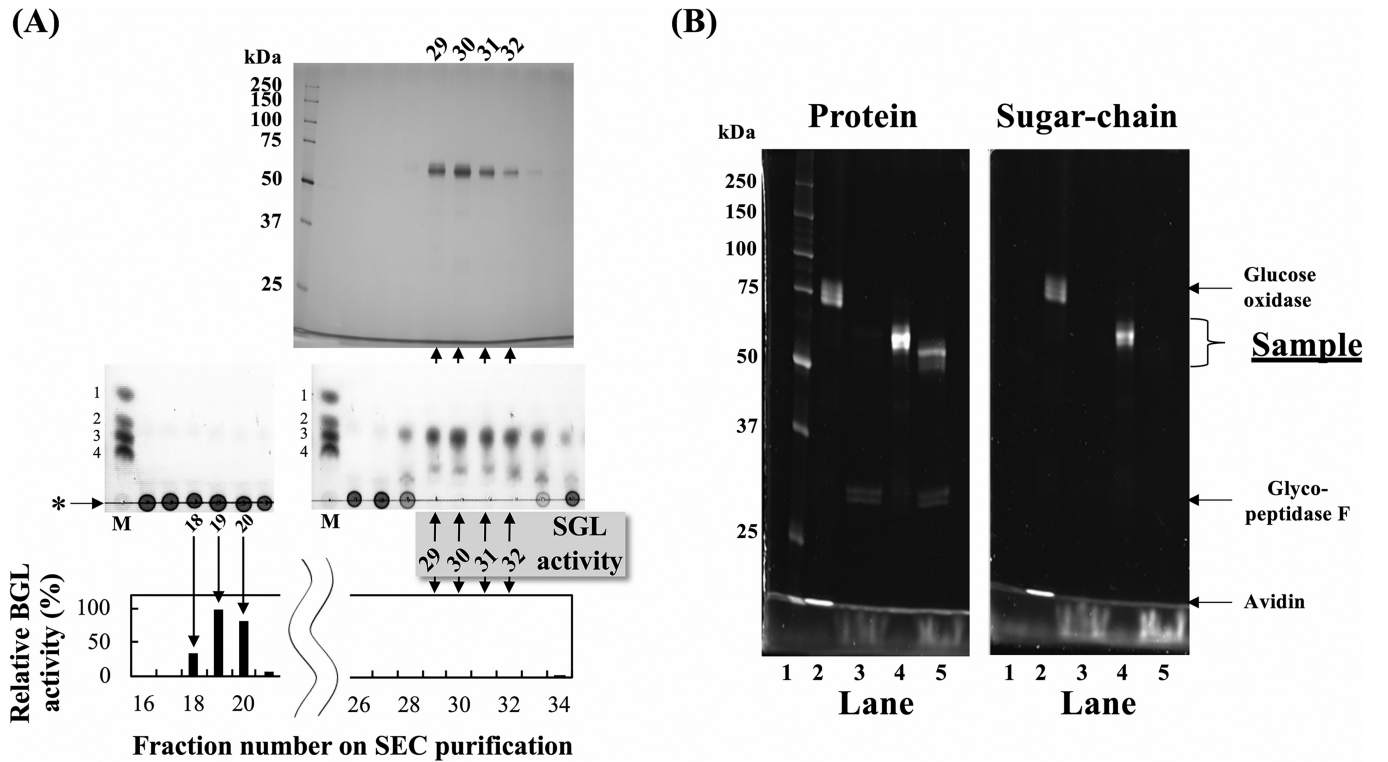 (A)
kDa
29 30 31 32
250
150
100
75
50
37
25
1
2
3
4
1
2
3
4
*
M
18 19 20
M
SGL
activity
29 30 31 32
Relative BGL
activity (%)
100
50
0
16 18 20 26 28 30 32 34
Fraction number on SEC purification
(B)
Protein
Sugar-chain
kDa
250
150
100
75
50
37
25
Glucose
oxidase
Sample
Glyco-
peptidase F
Avidin
1 2 3 4 5
1 2 3 4 5
Lane
Lane